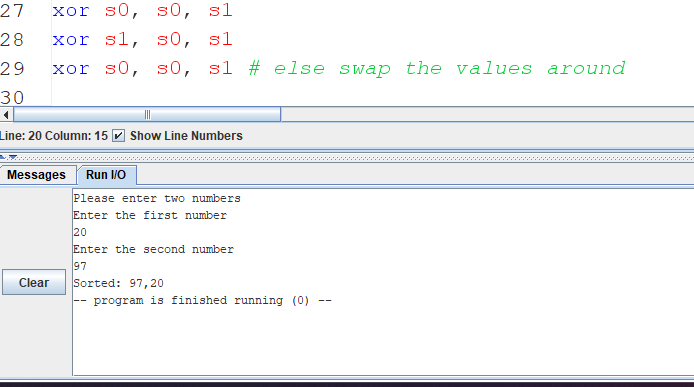 27 xor s0, s0, s1
28 xor s1, s0, s1
29 xor s0, s0, s1 # else swap the values around
30
Line: 20 Column: 15 Show Line Numbers
Messages Run I/O
Please enter two numbers
Enter the first number
20
Enter the second number
97
Clear
Sorted: 97,20
-- program is finished running (0) --